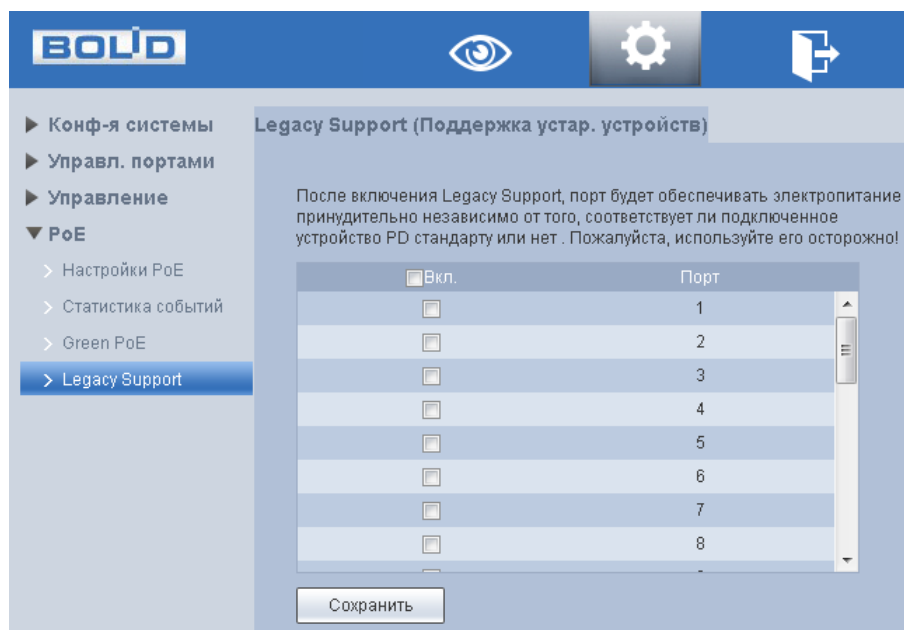 BOLID
Конф-я системы
Управл. портами
Управление
PoE
Настройки PoE
Статистика событий
Green PoE
Legacy Support
Legacy Support (Поддержка устар. устройств)
После включения Legacy Support, порт будет обеспечивать электропитание
принудительно независимо от того, соответствует ли подключенное
устройство PD стандарту или нет . Пожалуйста, используйте его осторожно!
Вкл. Порт
1
2
3
4
5
6
7
8
Сохранить